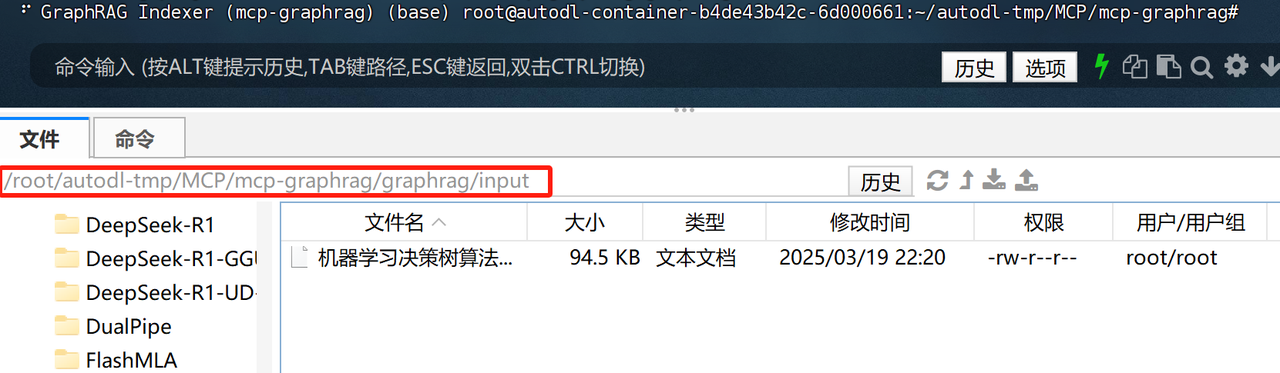 GraphRAG Indexer (mcp-graphrag) (base) root@autodl-container-b4de43b42c-6d000661:~/autodl-tmp/MCP/mcp-graphrag#
命令输入 (按ALT键提示历史,TAB键路径,ESC键返回,双击CTRL切换) 历史 选项
文件 命令
/root/autodl-tmp/MCP/mcp-graphrag/graphrag/input 历史
文件名 大小 类型 修改时间 权限 用户/用户组
DeepSeek-R1
机器学习决策树算法... 94.5 KB 文本文档 2025/03/19 22:20 -rw-r--r-- root/root
DeepSeek-R1-GGU
DeepSeek-R1-UD-
DualPipe
FlashMLA